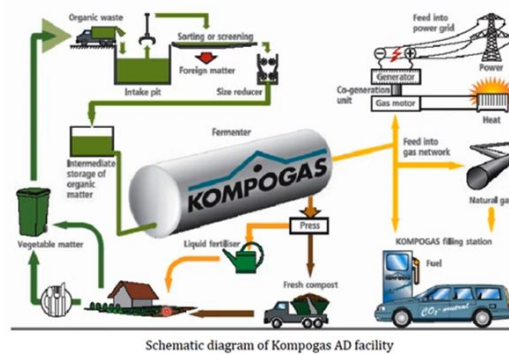 Organic waste
Sorting or screening
Foreign matter
Intake pit
Size reducer
Feed into
power grid
Generator
Power
Co-generation
unit
Gas motor
Heat
Fermenter
Intermediate
storage of
organic
matter
KOMPOGAS
Feed into
gas network
Natural gas
Vegetable matter
Liquid fertiliser
Press
Fresh compost
KOMPOGAS filling station
Fuel
CO₂-neutral
Schematic diagram of Kompogas AD facility